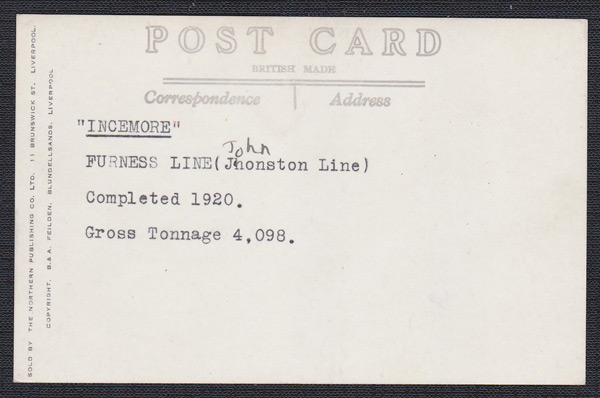 POST CARD
BRITISH MADE
Correspondence Address
"INCEMORE"
John
FURNESS LINE(Jhonston Line)
Completed 1920.
Gross Tonnage 4,098.
SOLD BY THE NORTHERN PUBLISHING CO. LTD. 11 BRUNSWICK ST. LIVERPOOL.
COPYRIGHT. B.& A. FEILDEN. BLUNDELLSANDS. LIVERPOOL